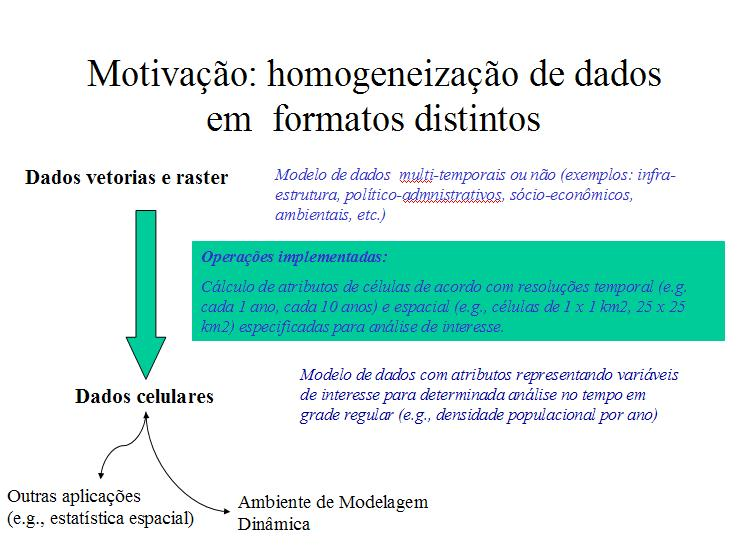 Motivação: homogeneização de dados
em formatos distintos
Dados vetorias e raster
Modelo de dados multi-temporais ou não (exemplos: infra-
estrutura, político-admnistrativos, sócio-econômicos,
ambientais, etc.)
Operações implementadas:
Cálculo de atributos de células de acordo com resoluções temporal (e.g.
cada 1 ano, cada 10 anos) e espacial (e.g., células de 1 x 1 km2, 25 x 25
km2) especificadas para análise de interesse.
Dados celulares
Modelo de dados com atributos representando variáveis
de interesse para determinada análise no tempo em
grade regular (e.g., densidade populacional por ano)
Outras aplicações
(e.g., estatística espacial)
Ambiente de Modelagem
Dinâmica